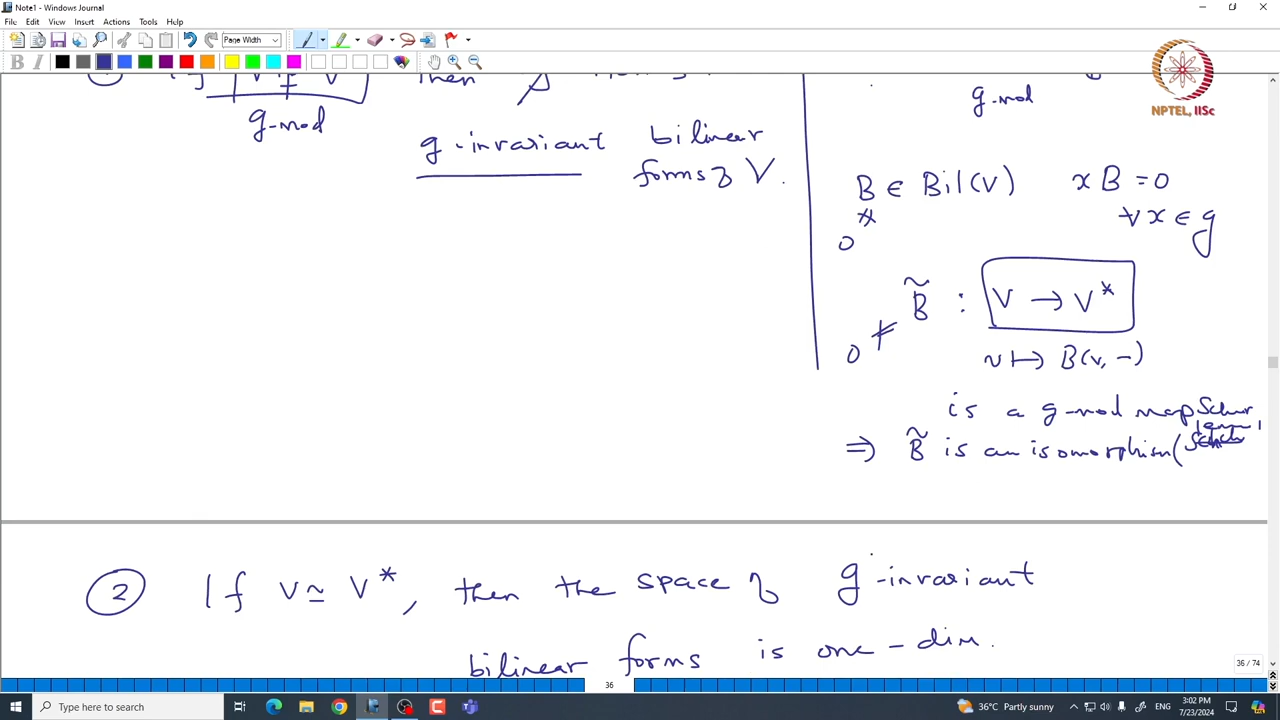 Note1 - Windows Journal
File Edit View Insert Actions Tools Help
Page Width
B I
NPTEL, IISc
then
g-mod
g-invariant bilinear
forms V.
g-mod
B ∈ Bil(V) x B = 0
≠
0
∀ x ∈ g
B̃ : V → V*
0 ≠
v ↦ B(v, -)
is a g-mod map Schur
⇒ B̃ is an isomorphism (
② If V ≃ V*, then the space of g-invariant
bilinear forms is one-dim.
36
36 / 74
Type here to search
36°C Partly sunny
ENG
3:02 PM
7/23/2024